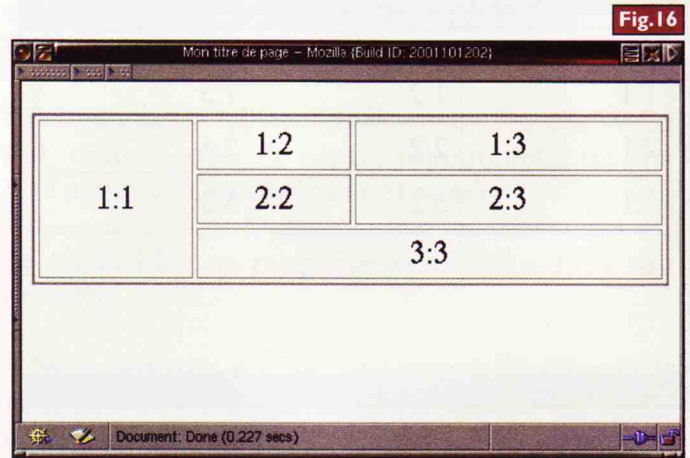 Fig.16
Mon titre de page – Mozilla {Build ID: 2001101202}
1:1
1:2
1:3
2:2
2:3
3:3
Document: Done (0.227 secs)